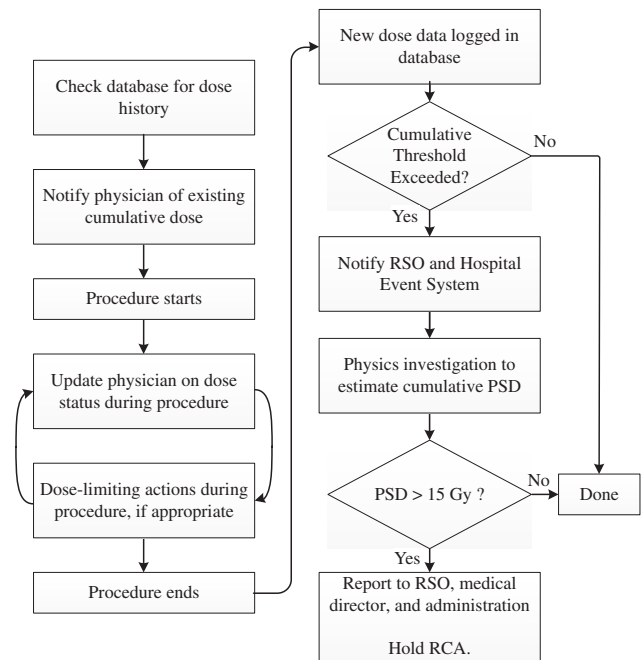 Check database for dose
history
Notify physician of existing
cumulative dose
Procedure starts
Update physician on dose
status during procedure
Dose-limiting actions during
procedure, if appropriate
Procedure ends
New dose data logged in
database
Cumulative
Threshold
Exceeded?
No
Yes
Notify RSO and Hospital
Event System
Physics investigation to
estimate cumulative PSD
PSD > 15 Gy ?
No
Done
Yes
Report to RSO, medical
director, and administration
Hold RCA.